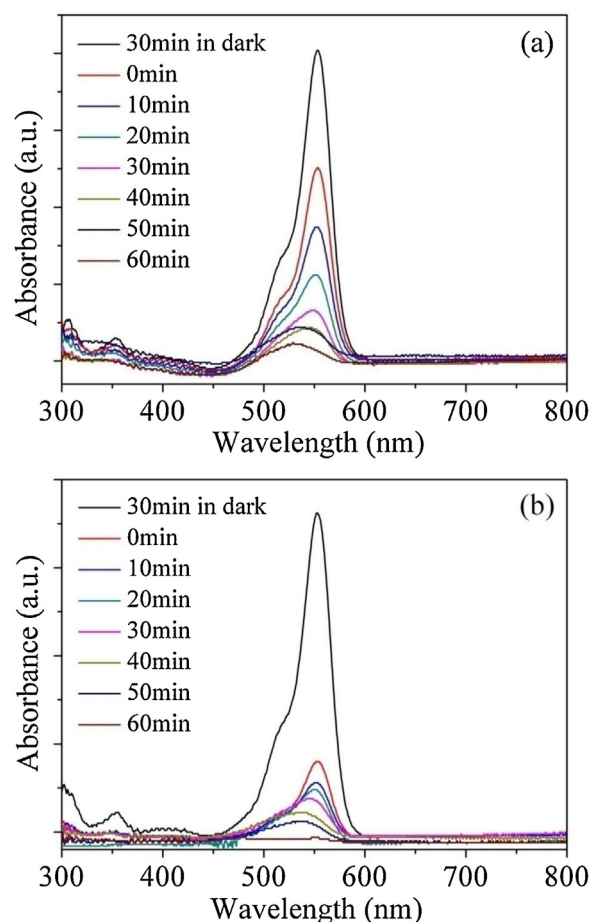 (a)
30min in dark
0min
10min
20min
30min
40min
50min
60min
Absorbance (a.u.)
300 400 500 600 700 800
Wavelength (nm)
(b)
30min in dark
0min
10min
20min
30min
40min
50min
60min
Absorbance (a.u.)
300 400 500 600 700 800
Wavelength (nm)